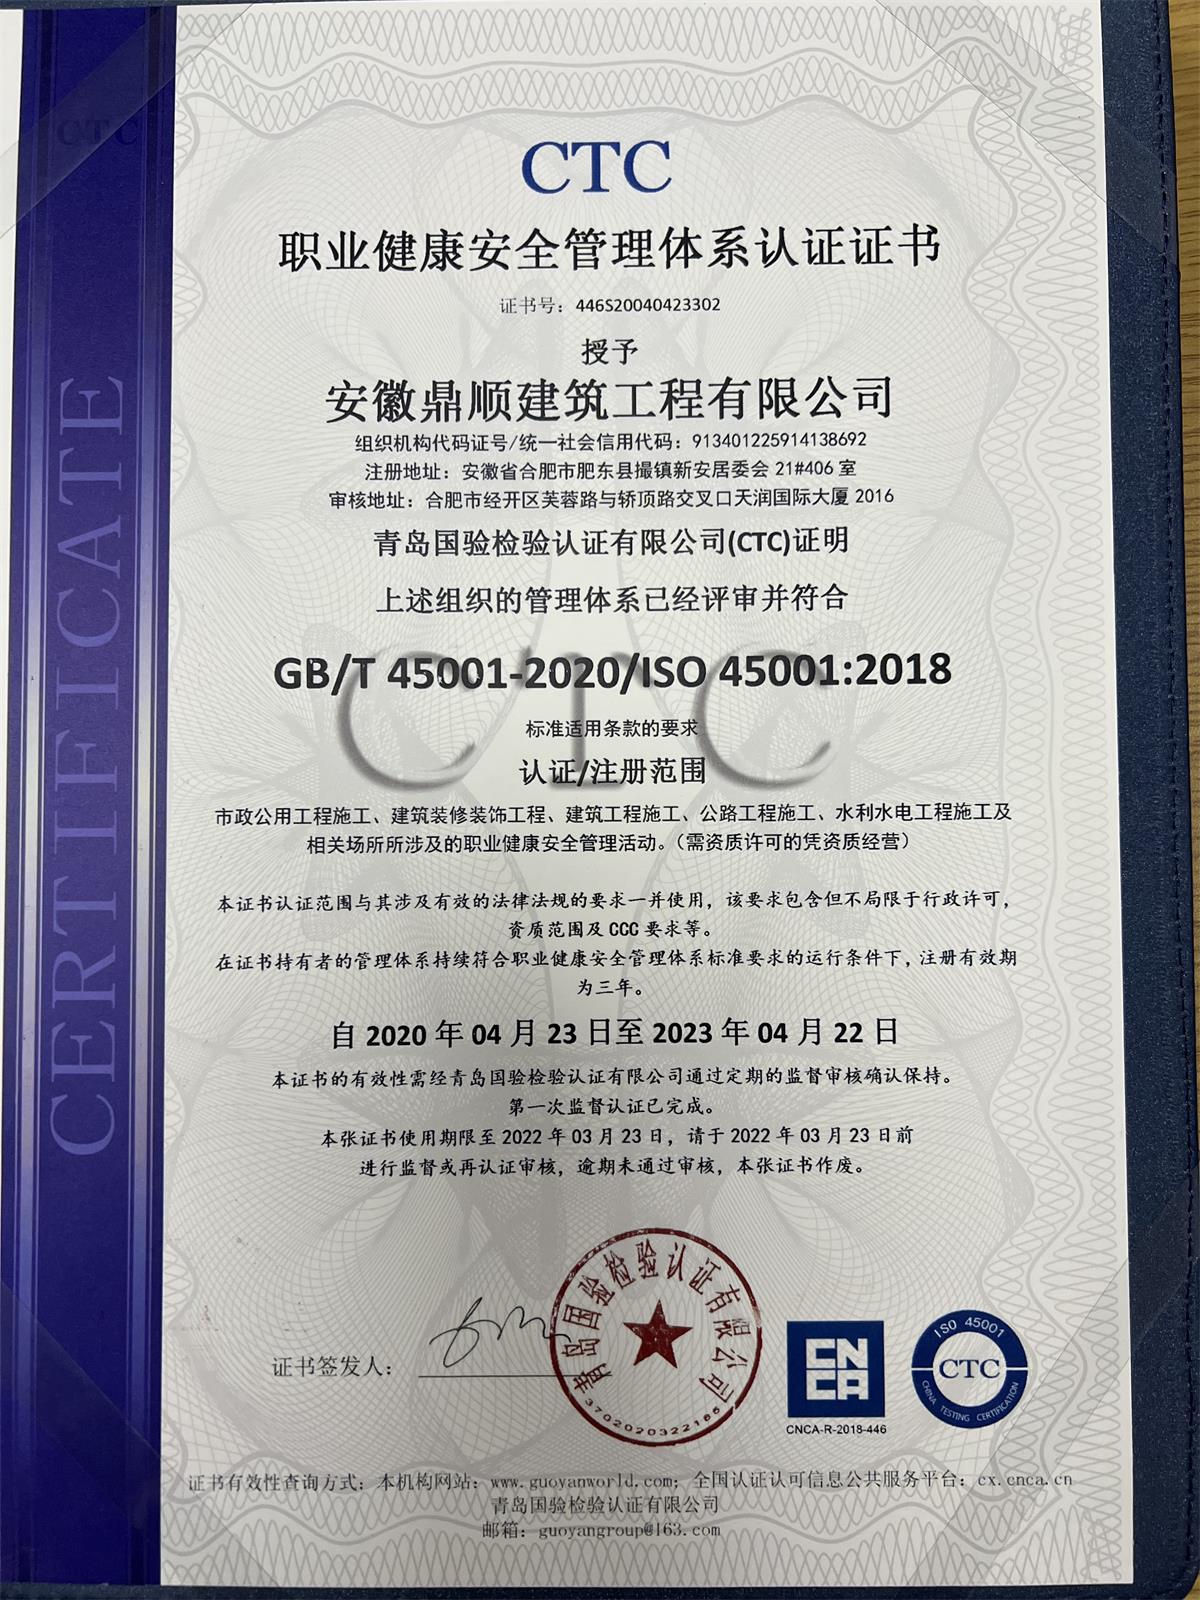 CTC
CERTIFICATE
CTC
职业健康安全管理体系认证证书
证书号：446S20040423302
授予
安徽鼎顺建筑工程有限公司
组织机构代码证号/统一社会信用代码：913401225914138692
注册地址：安徽省合肥市肥东县撮镇新安居委会 21#406 室
审核地址：合肥市经开区芙蓉路与轿顶路交叉口天润国际大厦 2016
青岛国验检验认证有限公司(CTC)证明
上述组织的管理体系已经评审并符合
GB/T 45001-2020/ISO 45001:2018
CTC
标准适用条款的要求
认证/注册范围
市政公用工程施工、建筑装修装饰工程、建筑工程施工、公路工程施工、水利水电工程施工及
相关场所所涉及的职业健康安全管理活动。（需资质许可的凭资质经营）
本证书认证范围与其涉及有效的法律法规的要求一并使用，该要求包含但不局限于行政许可，
资质范围及 CCC 要求等。
在证书持有者的管理体系持续符合职业健康安全管理体系标准要求的运行条件下，注册有效期
为三年。
自 2020 年 04 月 23 日至 2023 年 04 月 22 日
本证书的有效性需经青岛国验检验认证有限公司通过定期的监督审核确认保持。
第一次监督认证已完成。
本张证书使用期限至 2022 年 03 月 23 日，请于 2022 年 03 月 23 日前
进行监督或再认证审核，逾期未通过审核，本张证书作废。
证书签发人：
青岛国验检验认证有限公司
3702020322166
CNCA
CNCA-R-2018-446
ISO 45001
CTC
CHINA TESTING CERTIFICATION
证书有效性查询方式：本机构网站：www.guoyanworld.com；全国认证认可信息公共服务平台：cx.cnca.cn
青岛国验检验认证有限公司
邮箱：guoyangroup@163.com